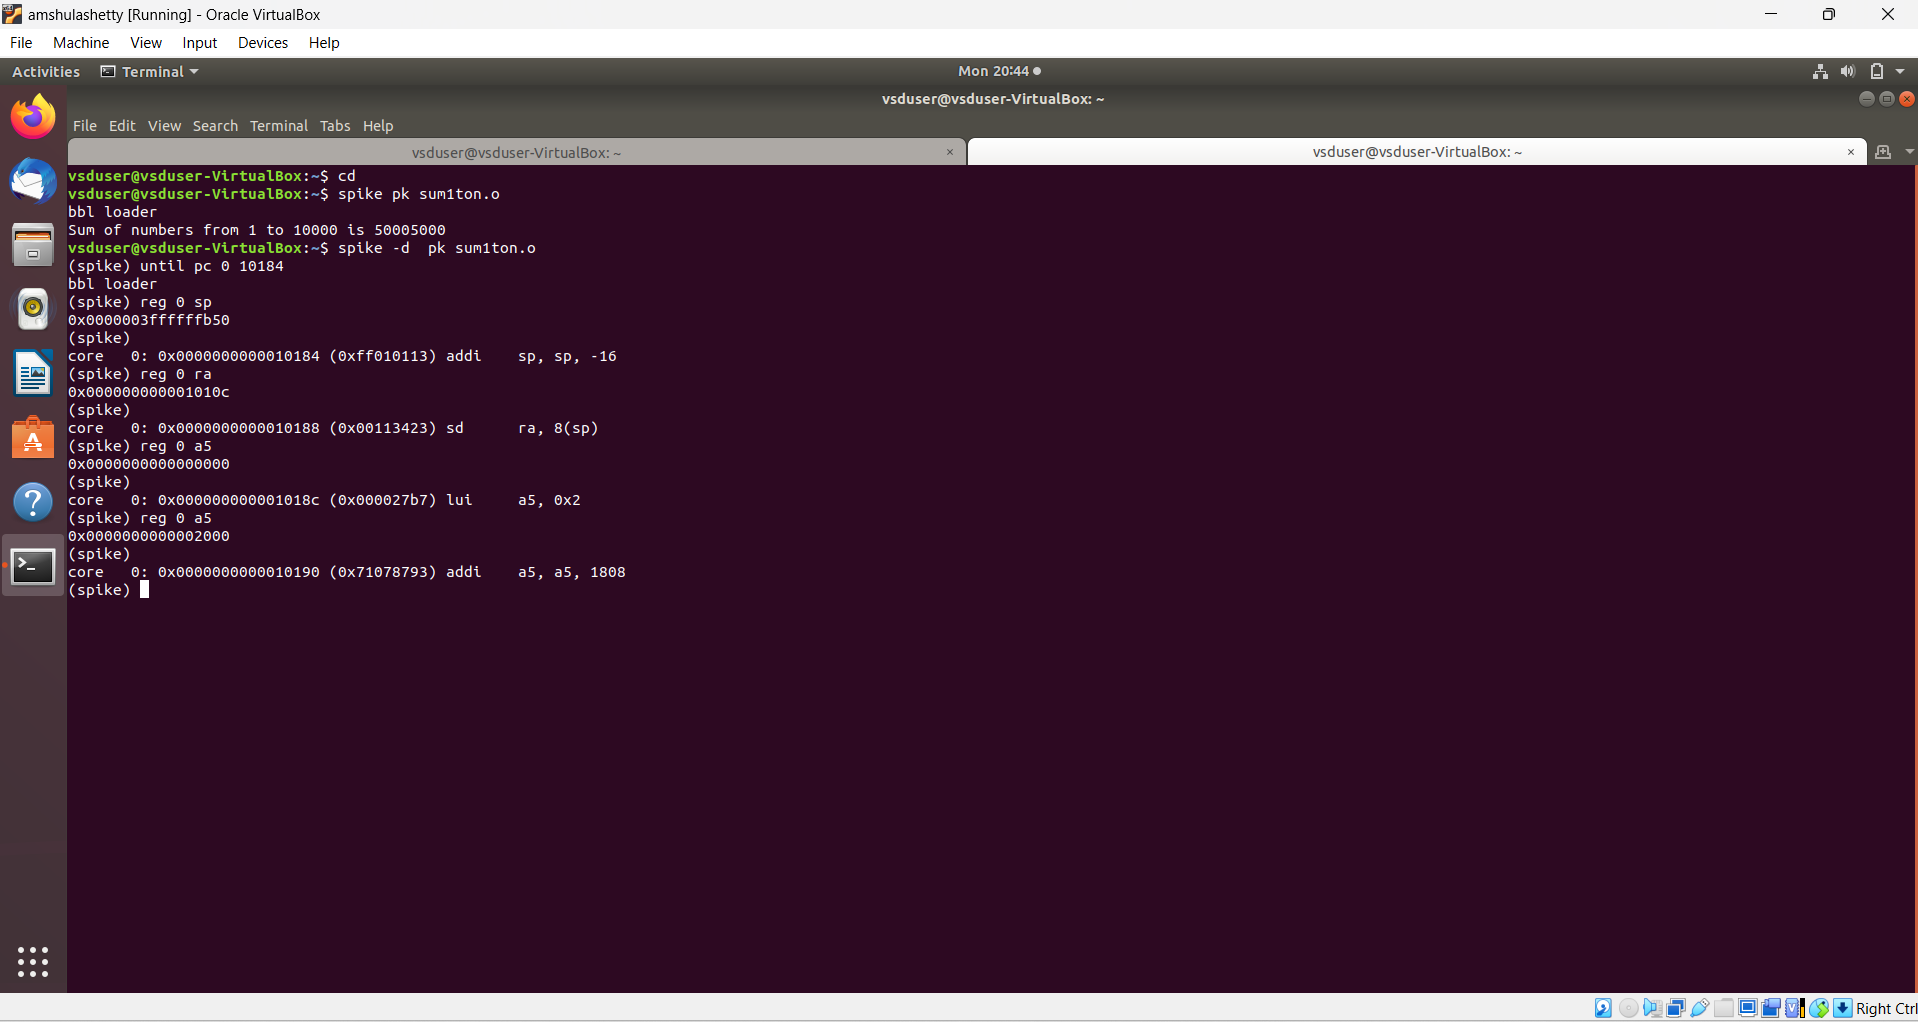 amshulashetty [Running] - Oracle VirtualBox
File Machine View Input Devices Help
Activities Terminal Mon 20:44
vsduser@vsduser-VirtualBox: ~
File Edit View Search Terminal Tabs Help
vsduser@vsduser-VirtualBox: ~ × vsduser@vsduser-VirtualBox: ~ ×
vsduser@vsduser-VirtualBox:~$ cd
vsduser@vsduser-VirtualBox:~$ spike pk sum1ton.o
bbl loader
Sum of numbers from 1 to 10000 is 50005000
vsduser@vsduser-VirtualBox:~$ spike -d  pk sum1ton.o
(spike) until pc 0 10184
bbl loader
(spike) reg 0 sp
0x0000003ffffffb50
(spike)
core   0: 0x0000000000010184 (0xff010113) addi    sp, sp, -16
(spike) reg 0 ra
0x000000000001010c
(spike)
core   0: 0x0000000000010188 (0x00113423) sd      ra, 8(sp)
(spike) reg 0 a5
0x0000000000000000
(spike)
core   0: 0x000000000001018c (0x000027b7) lui     a5, 0x2
(spike) reg 0 a5
0x0000000000002000
(spike)
core   0: 0x0000000000010190 (0x71078793) addi    a5, a5, 1808
(spike)
Right Ctrl